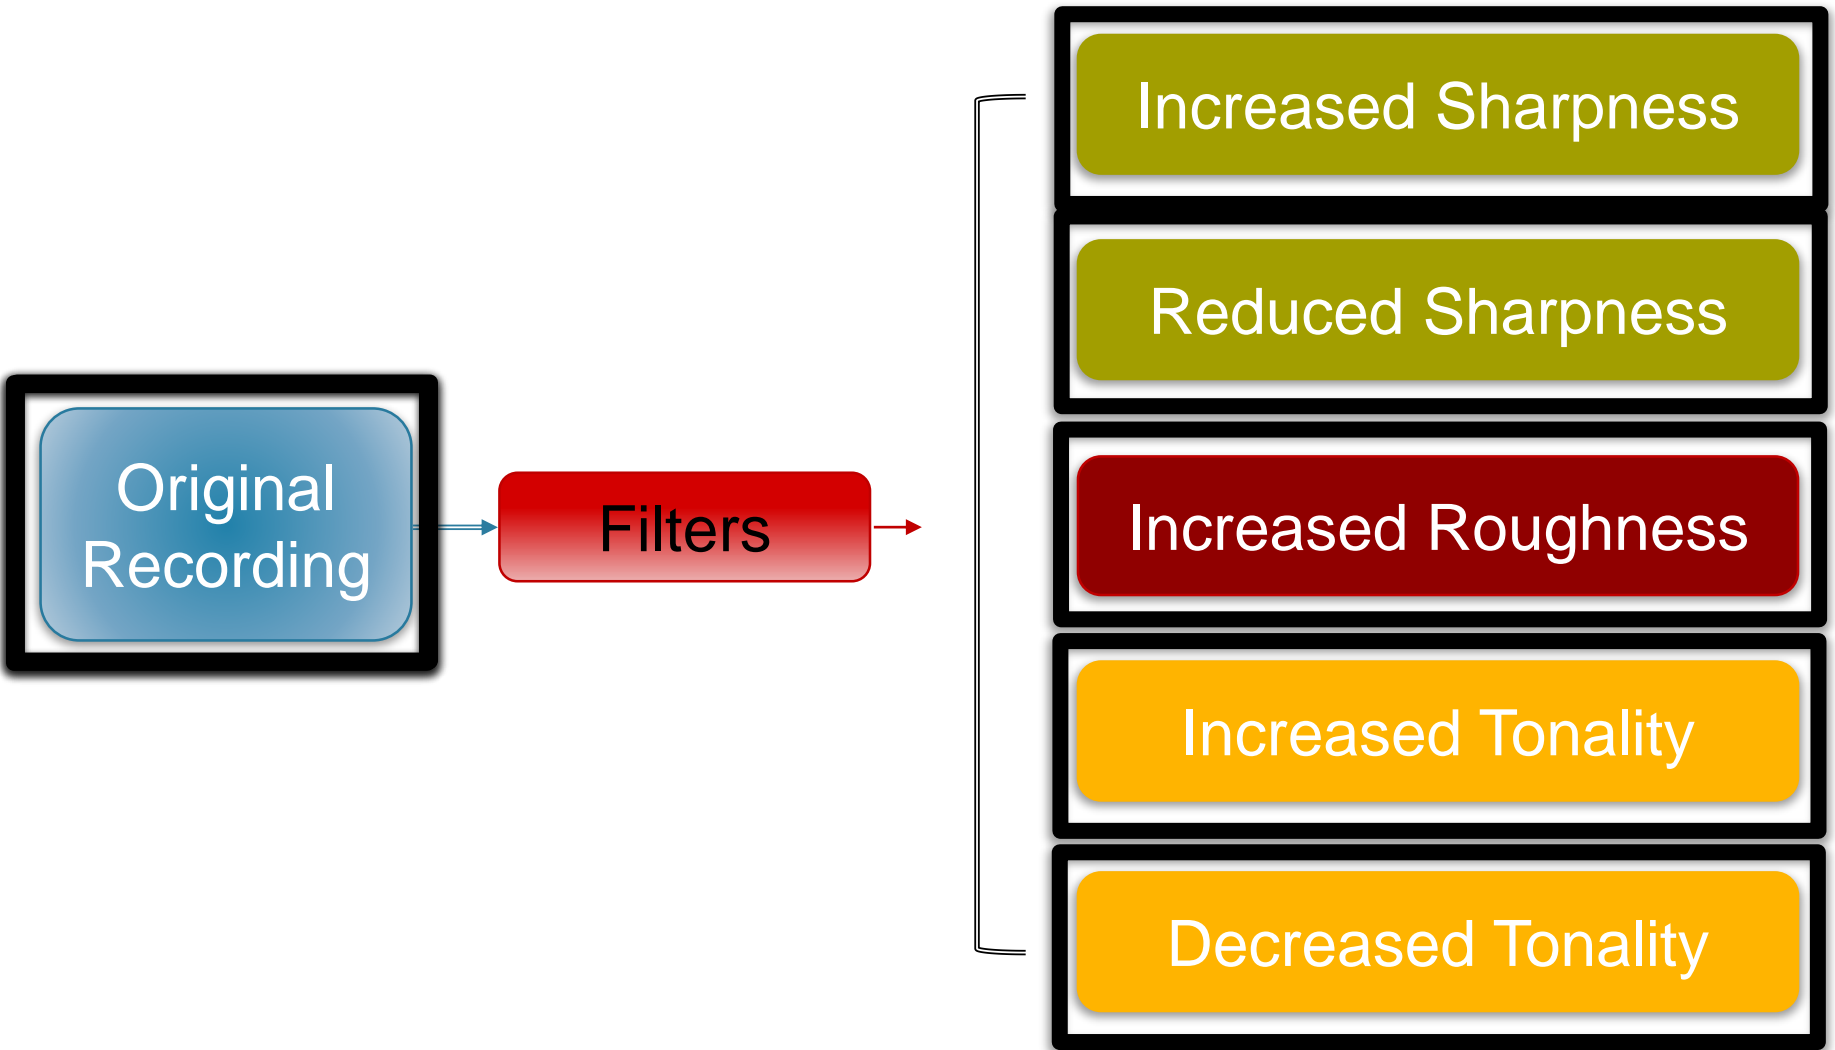 Original
Recording
Filters
Increased Sharpness
Reduced Sharpness
Increased Roughness
Increased Tonality
Decreased Tonality